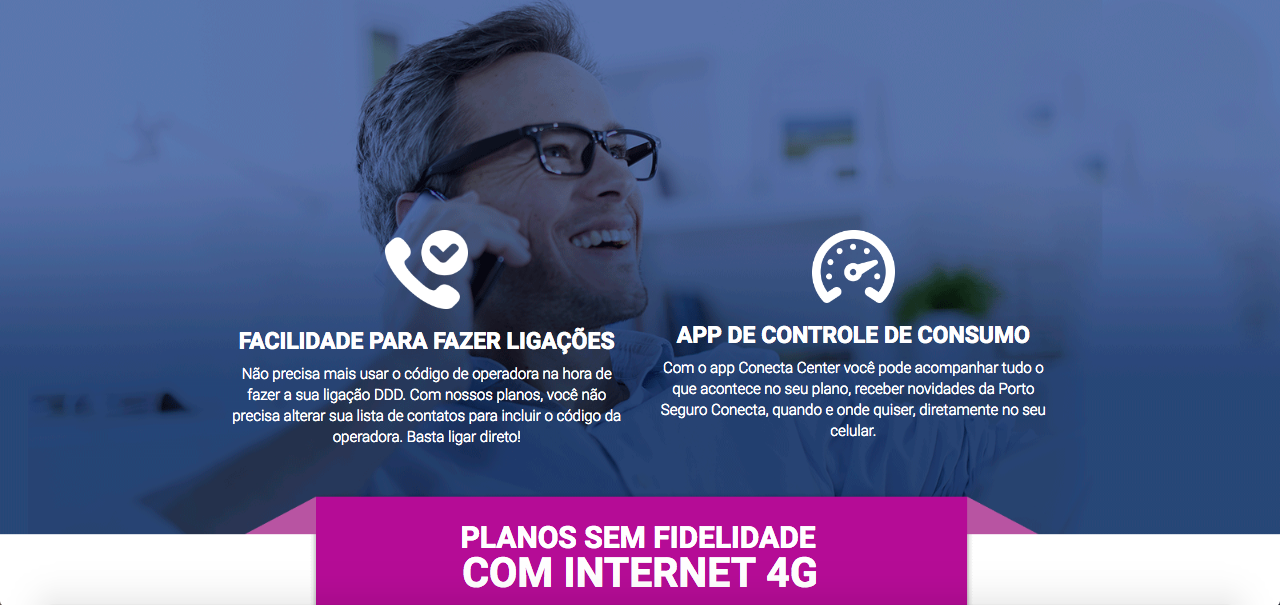 FACILIDADE PARA FAZER LIGAÇÕES
Não precisa mais usar o código de operadora na hora de
fazer a sua ligação DDD. Com nossos planos, você não
precisa alterar sua lista de contatos para incluir o código da
operadora. Basta ligar direto!
APP DE CONTROLE DE CONSUMO
Com o app Conecta Center você pode acompanhar tudo o
que acontece no seu plano, receber novidades da Porto
Seguro Conecta, quando e onde quiser, diretamente no seu
celular.
PLANOS SEM FIDELIDADE
COM INTERNET 4G